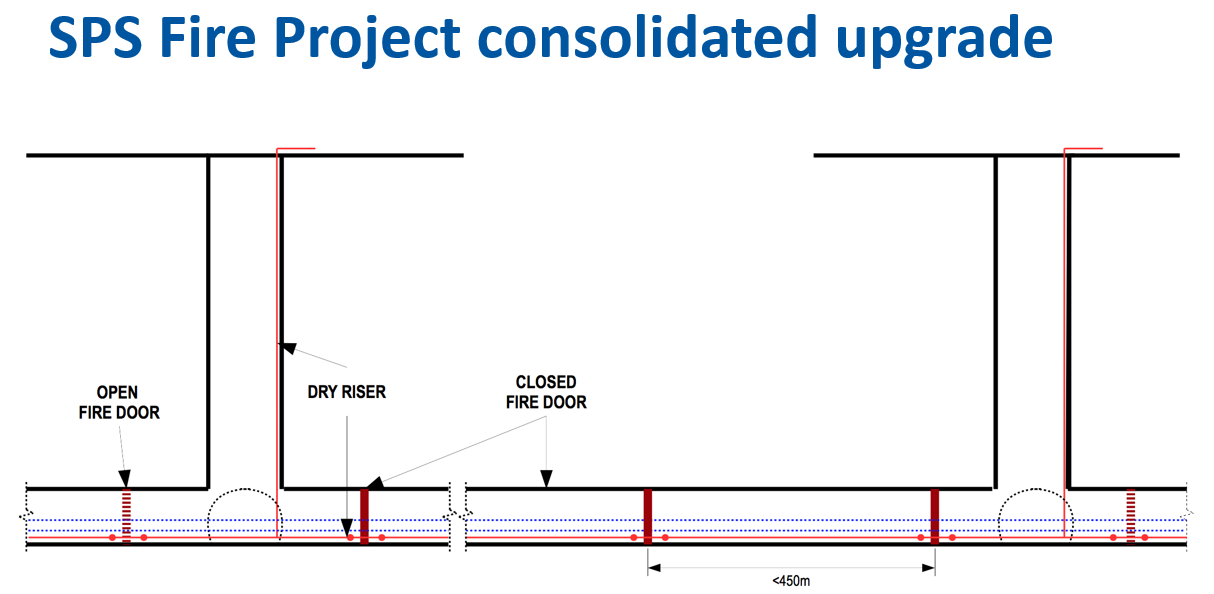 SPS Fire Project consolidated upgrade
OPEN
FIRE DOOR
DRY RISER
CLOSED
FIRE DOOR
<450m